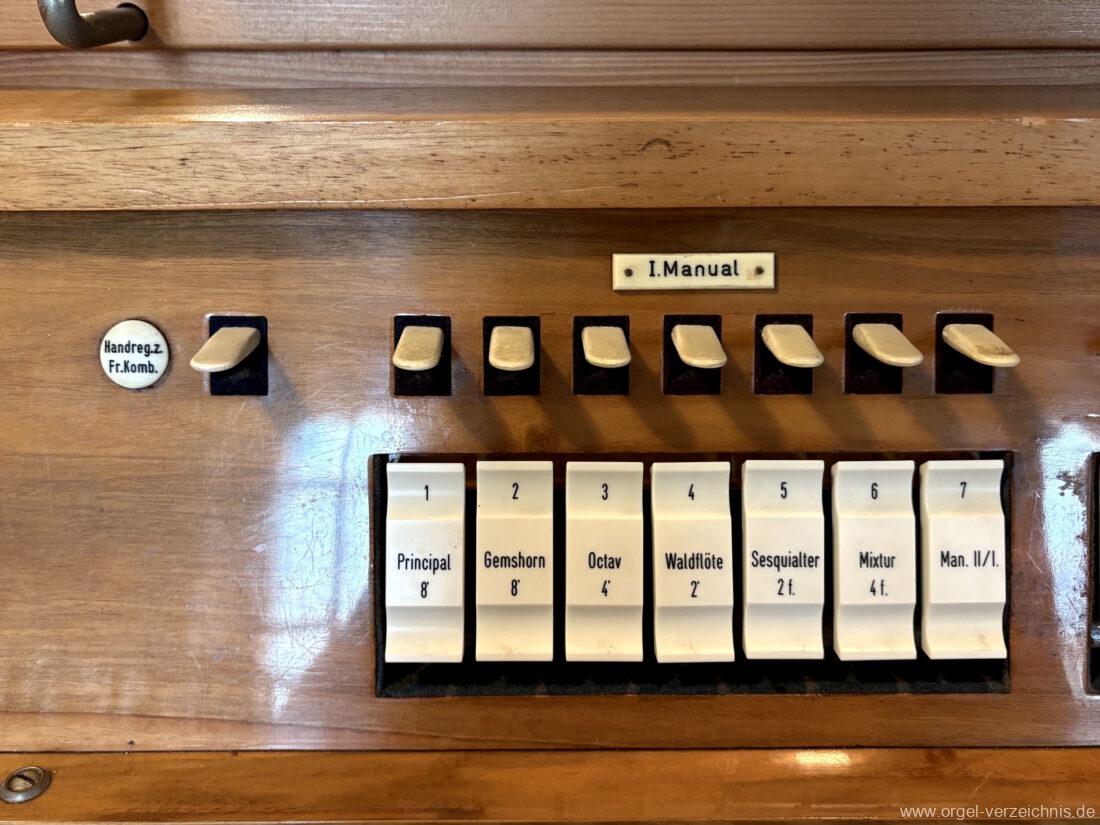 I.Manual
Handreg.z.
Fr.Komb.
1
Principal
8'
2
Gemshorn
8'
3
Octav
4'
4
Waldflöte
2'
5
Sesquialter
2 f.
6
Mixtur
4 f.
7
Man. II/I.
www.orgel-verzeichnis.de